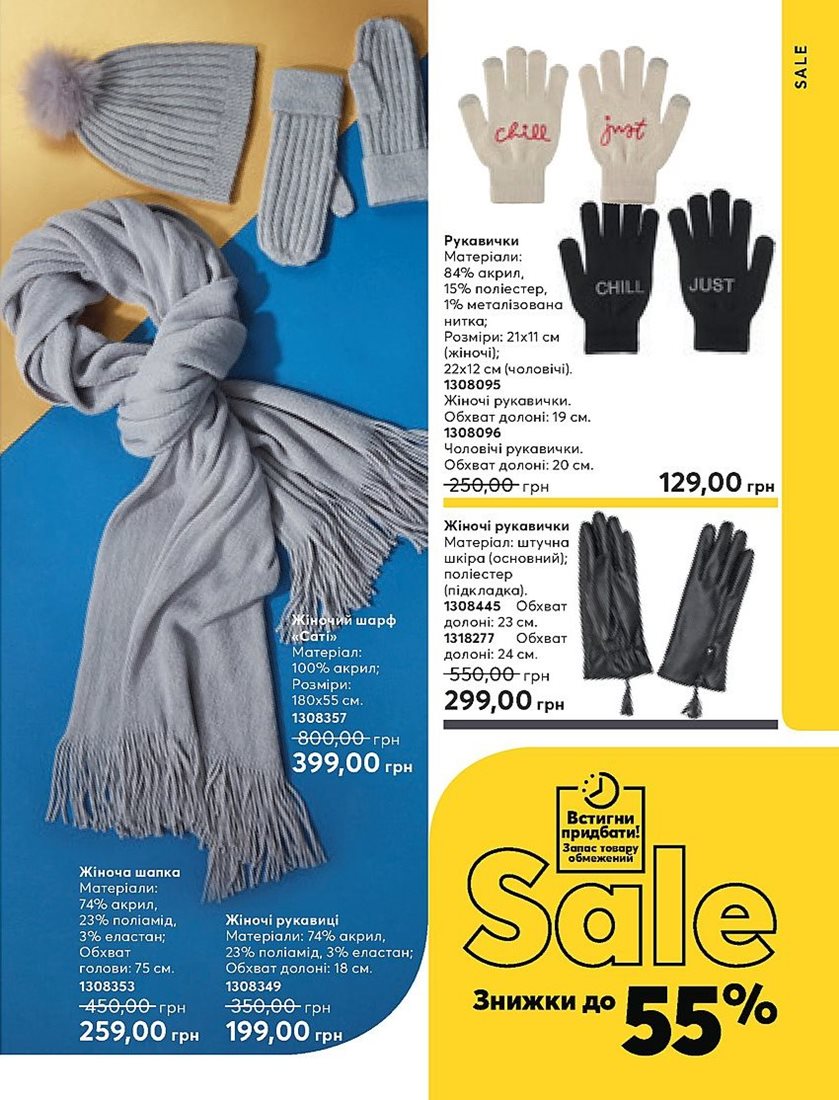 SALE
chill
just
CHILL
JUST
Рукавички
Матеріали:
84% акрил,
15% поліестер,
1% металізована
нитка;
Розміри: 21х11 см
(жіночі);
22х12 см (чоловічі).
1308095
Жіночі рукавички.
Обхват долоні: 19 см.
1308096
Чоловічі рукавички.
Обхват долоні: 20 см.
250,00 грн
129,00 грн
Жіночі рукавички
Матеріал: штучна
шкіра (основний);
поліестер
(підкладка).
1308445 Обхват
долоні: 23 см.
1318277 Обхват
долоні: 24 см.
550,00 грн
299,00 грн
Жіночий шарф
«Саті»
Матеріал:
100% акрил;
Розміри:
180х55 см.
1308357
800,00 грн
399,00 грн
Жіноча шапка
Матеріали:
74% акрил,
23% поліамід,
3% еластан;
Обхват
голови: 75 см.
1308353
450,00 грн
259,00 грн
Жіночі рукавиці
Матеріали: 74% акрил,
23% поліамід, 3% еластан;
Обхват долоні: 18 см.
1308349
350,00 грн
199,00 грн
Встигни
придбати!
Запас товару
обмежений
Sale
Знижки до
55%